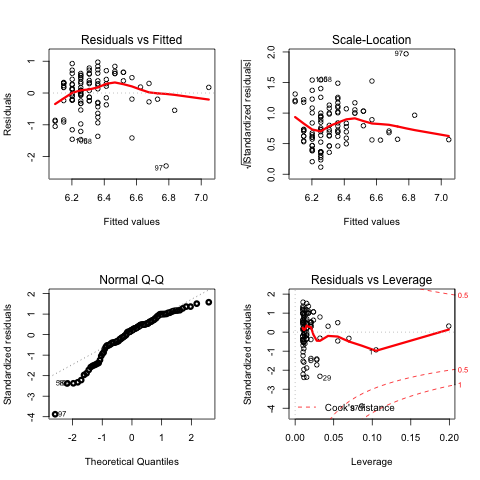 Residuals vs Fitted
Residuals
1
0
-1
-2
97
6.2 6.4 6.6 6.8 7.0
Fitted values
Scale-Location
√|Standardized residuals|
2.0
1.5
1.0
0.5
0.0
97
6.2 6.4 6.6 6.8 7.0
Fitted values
Normal Q-Q
Standardized residuals
2
1
0
-1
-2
-3
-4
97
-2 -1 0 1 2
Theoretical Quantiles
Residuals vs Leverage
Standardized residuals
2
1
0
-1
-2
-3
-4
0.5
0.5
1
29
Cook's distance
0.00 0.05 0.10 0.15 0.20
Leverage